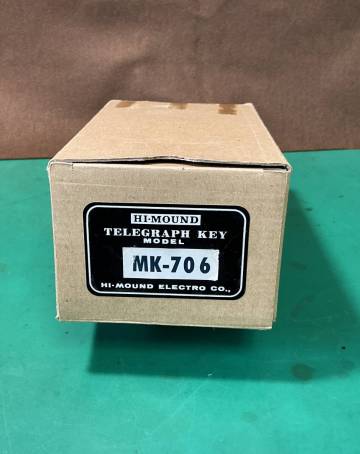 HI-MOUND
TELEGRAPH KEY
MODEL
MK-706
HI-MOUND ELECTRO CO.,